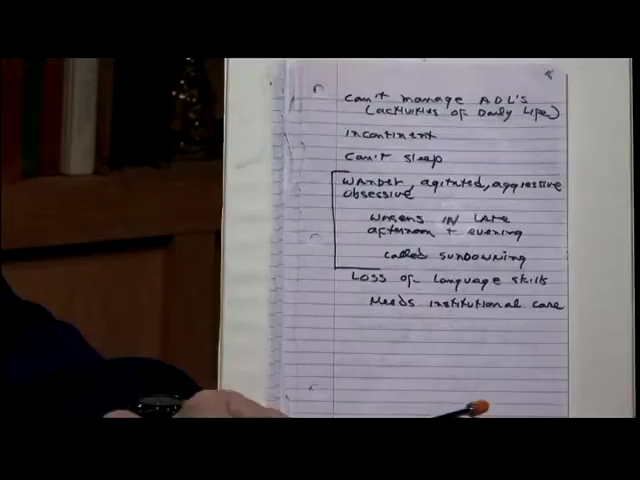 8
can't manage ADL's
(activities of Daily Life)
incontinent
can't sleep
WANDER, agitated, aggressive
obsessive
worsens IN LATE
afternoon + evening
called sundowning
Loss of language skills
Needs institutional care